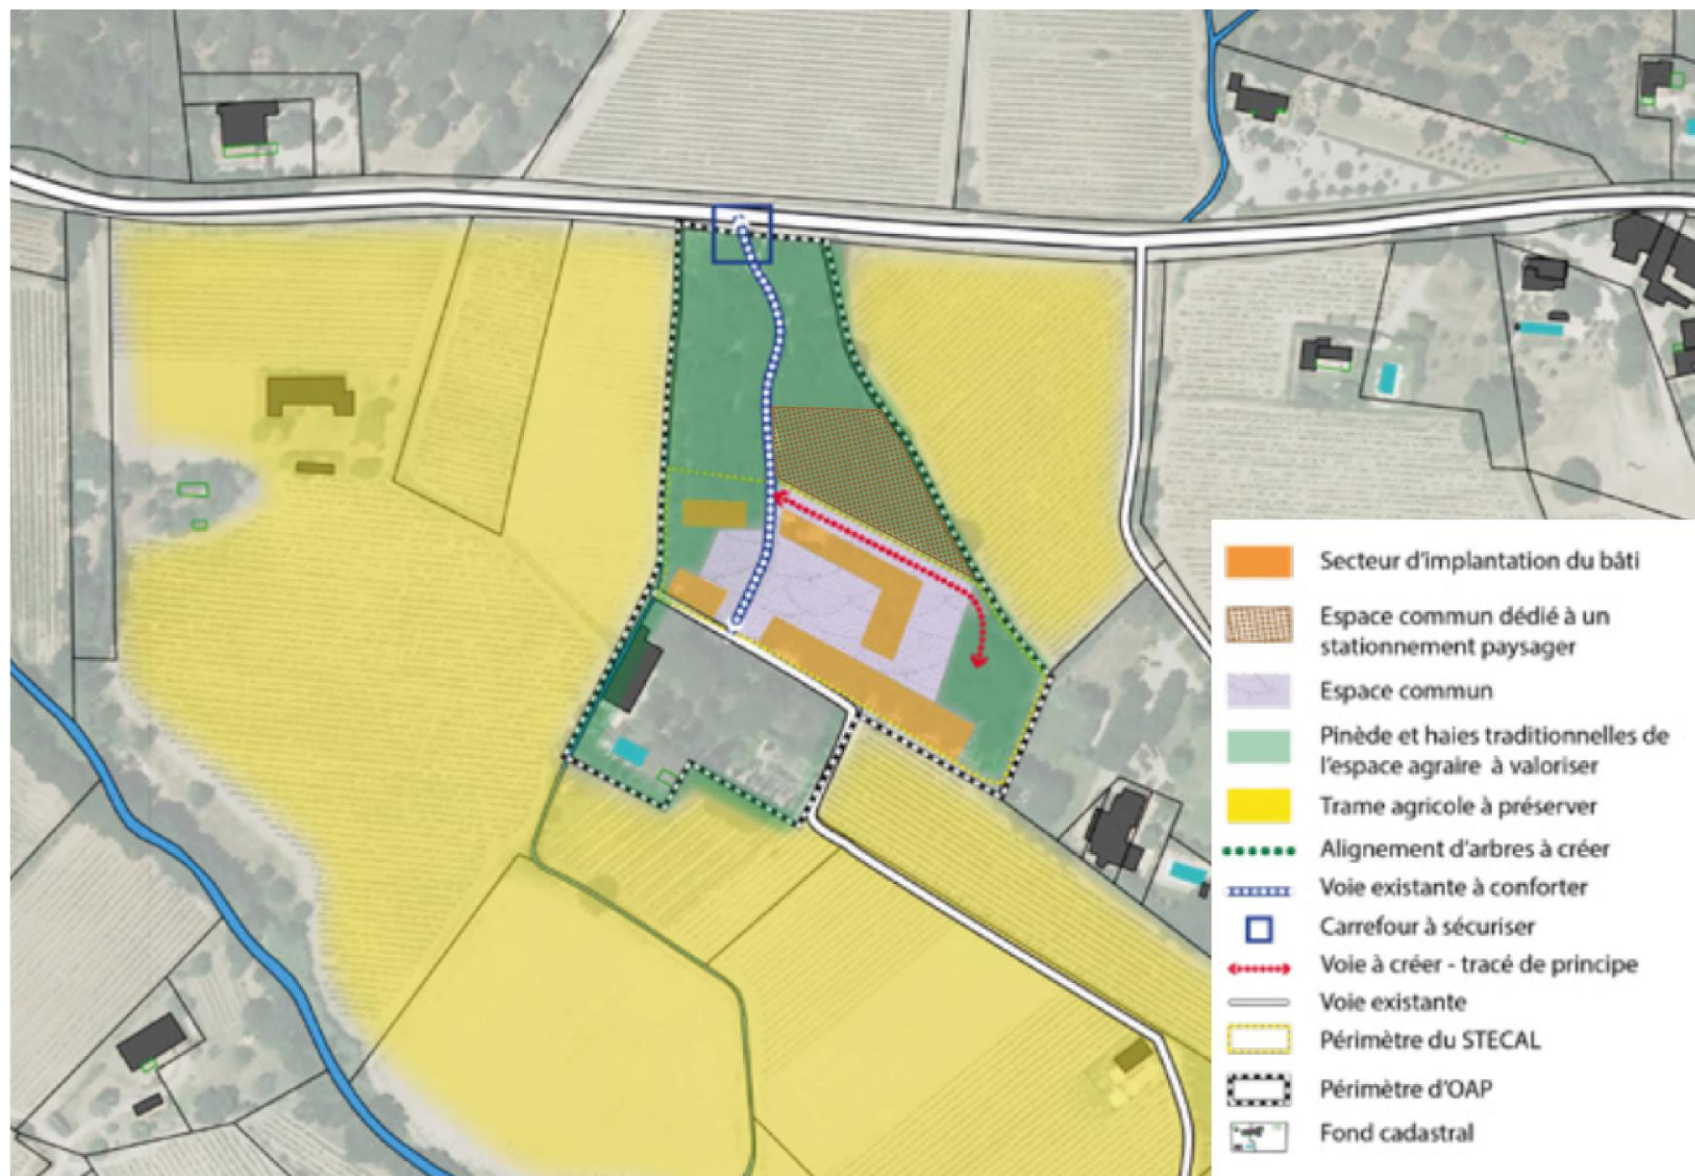 Secteur d'implantation du bâti
Espace commun dédié à un
stationnement paysager
Espace commun
Pinède et haies traditionnelles de
l'espace agraire à valoriser
Trame agricole à préserver
Alignement d'arbres à créer
Voie existante à conforter
Carrefour à sécuriser
Voie à créer - tracé de principe
Voie existante
Périmètre du STECAL
Périmètre d'OAP
Fond cadastral